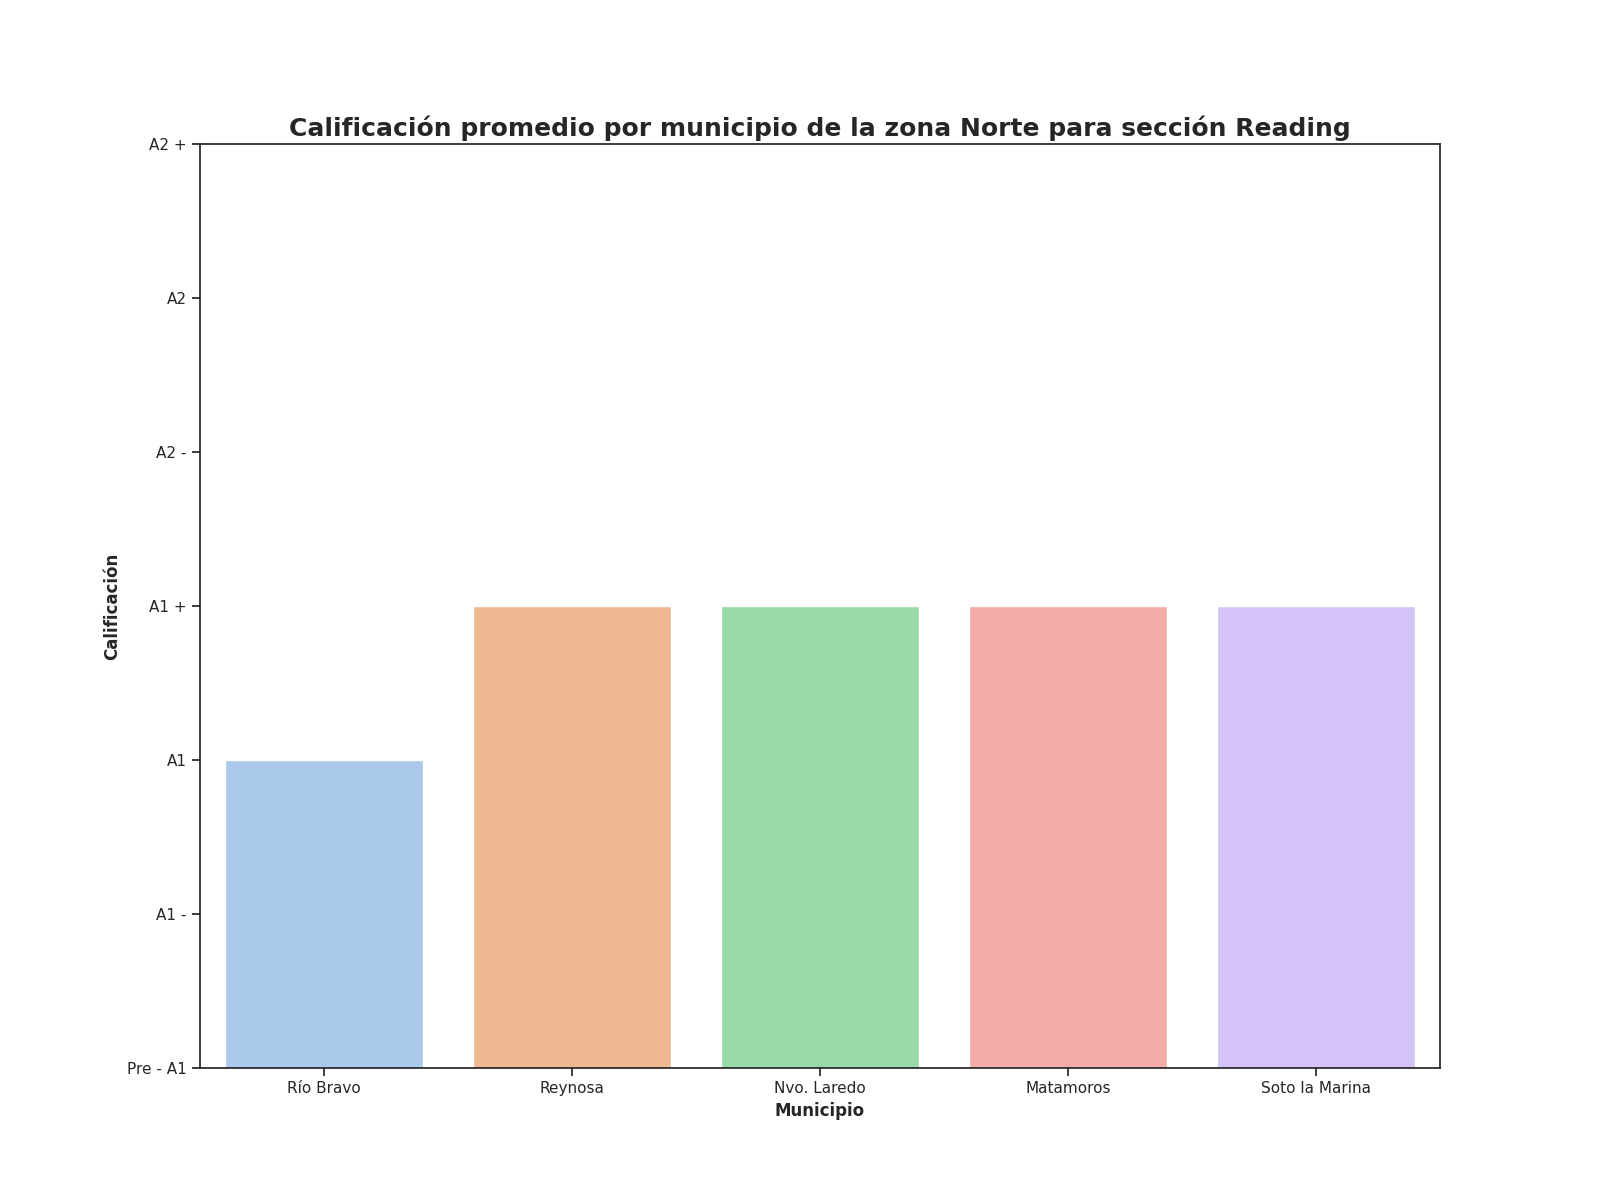 Calificación promedio por municipio de la zona Norte para sección Reading
A2 +
A2
A2 -
A1 +
A1
A1 -
Pre - A1
Calificación
Río Bravo
Reynosa
Nvo. Laredo
Matamoros
Soto la Marina
Municipio